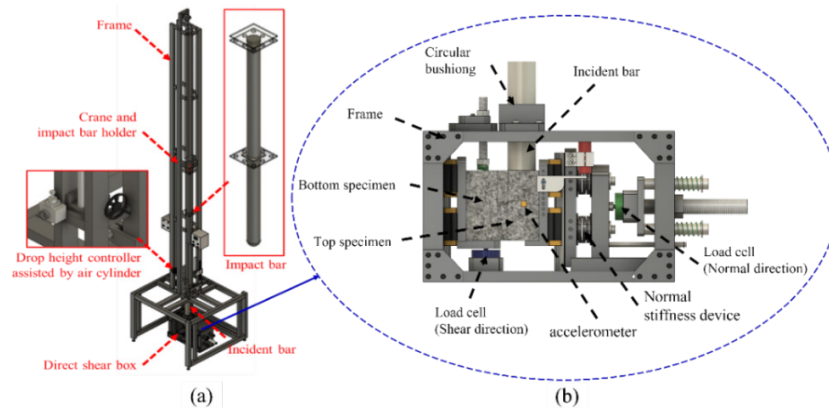 Frame
Crane and
impact bar holder
Drop height controller
assisted by air cylinder
Impact bar
Incident bar
Direct shear box
(a)
Circular
bushiong
Incident bar
Frame
Bottom specimen
Top specimen
Load cell
(Shear direction)
Load cell
(Normal direction)
Normal
stiffness device
accelerometer
(b)